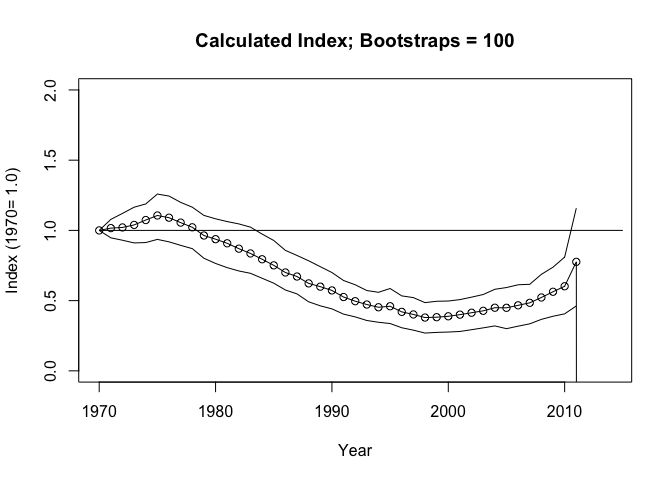 Calculated Index; Bootstraps = 100
Index (1970= 1.0)
2.0
1.5
1.0
0.5
0.0
1970 1980 1990 2000 2010
Year